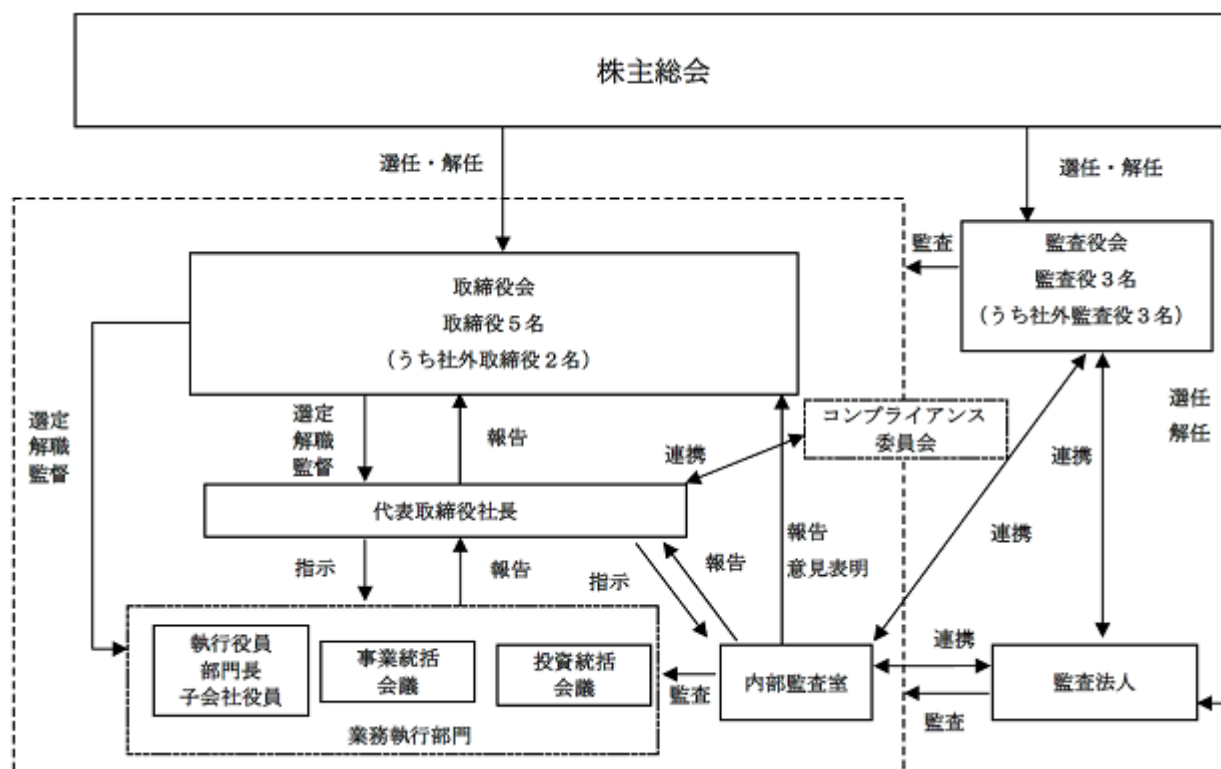 株主総会
選任・解任
選任・解任
監査役会
監査役３名
（うち社外監査役３名）
監査
取締役会
取締役５名
（うち社外取締役２名）
選任
解任
選定
解職
監督
選定
解職
監督
報告
連携
コンプライアンス
委員会
連携
代表取締役社長
報告
意見表明
連携
指示
報告
指示
報告
執行役員
部門長
子会社役員
事業統括
会議
投資統括
会議
監査
内部監査室
連携
監査
監査法人
業務執行部門